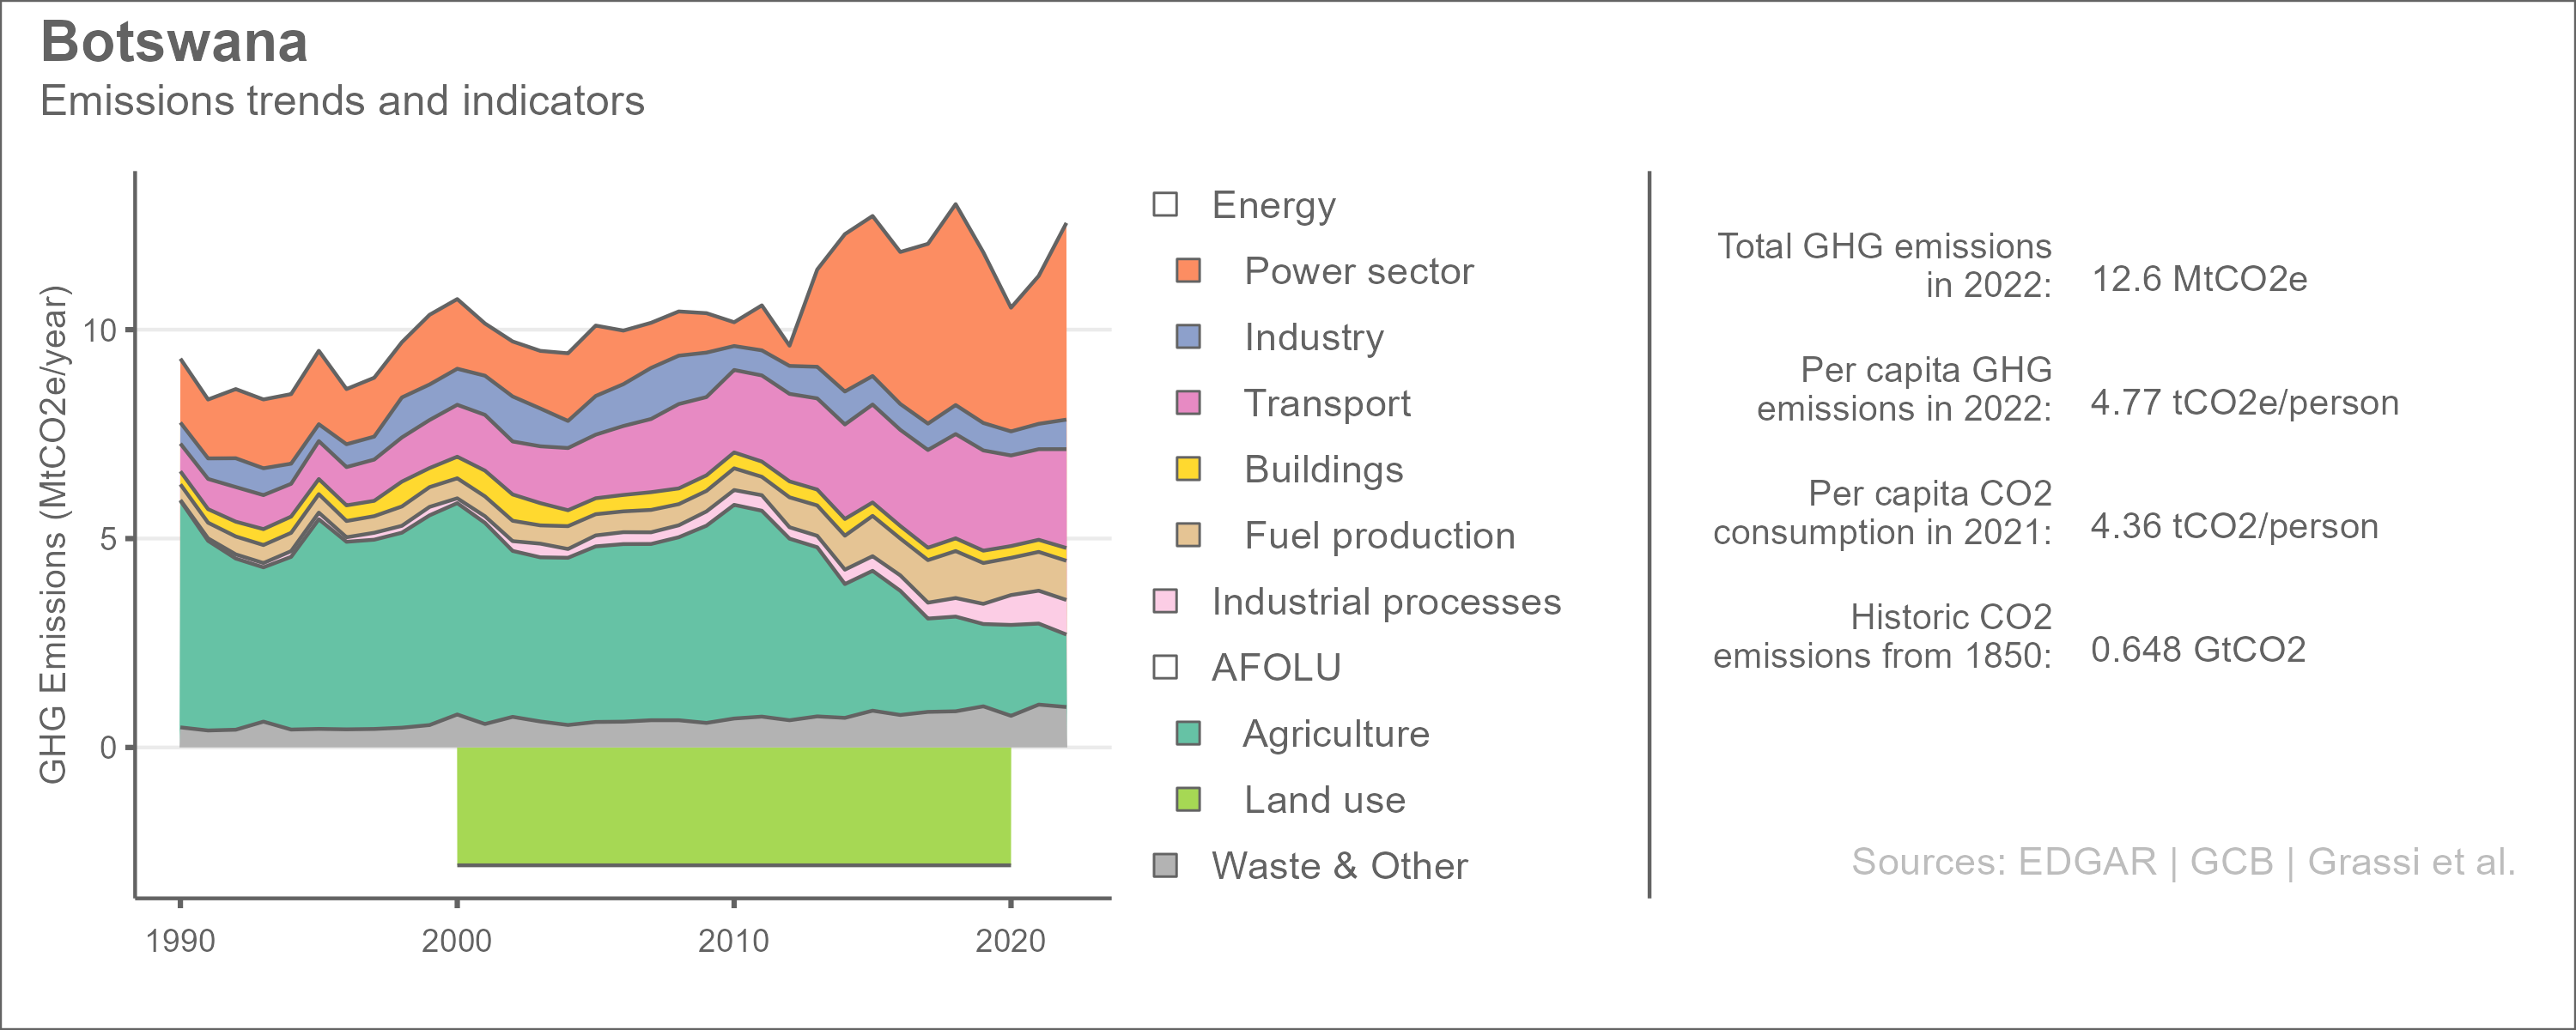 Botswana
Emissions trends and indicators
GHG Emissions (MtCO2e/year)
10
5
0
1990
2000
2010
2020
Energy
Power sector
Industry
Transport
Buildings
Fuel production
Industrial processes
AFOLU
Agriculture
Land use
Waste & Other
Total GHG emissions
in 2022:
12.6 MtCO2e
Per capita GHG
emissions in 2022:
4.77 tCO2e/person
Per capita CO2
consumption in 2021:
4.36 tCO2/person
Historic CO2
emissions from 1850:
0.648 GtCO2
Sources: EDGAR | GCB | Grassi et al.